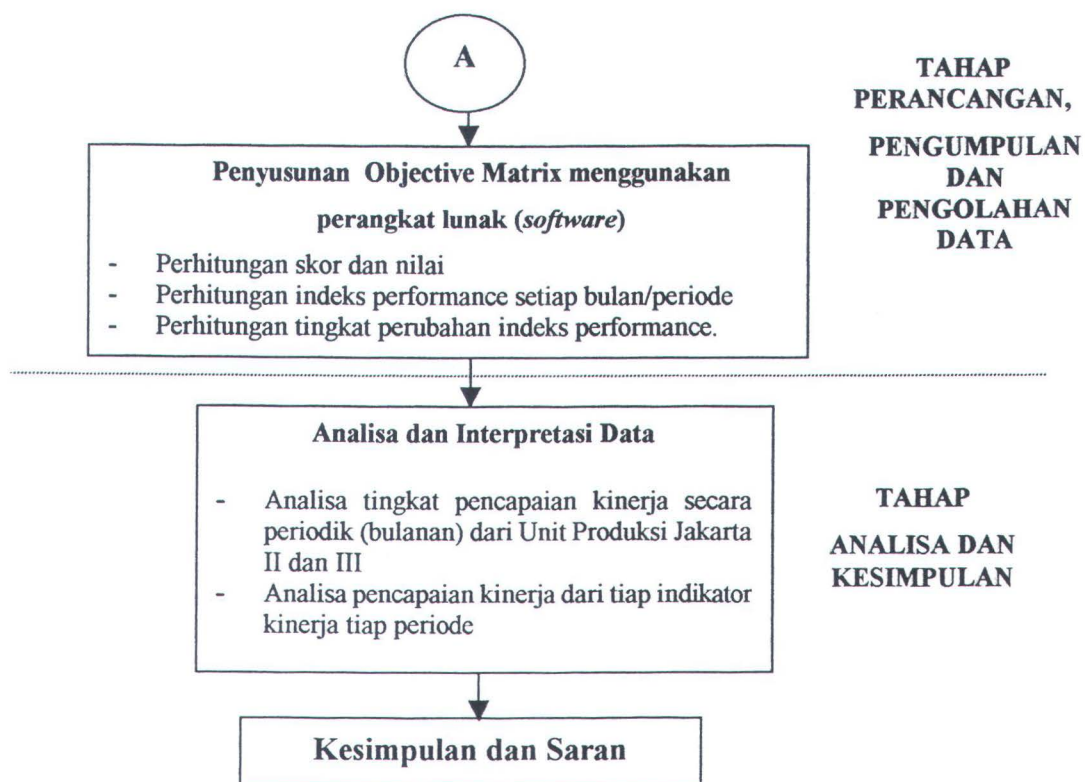 A
TAHAP
PERANCANGAN,
PENGUMPULAN
DAN
PENGOLAHAN
DATA
Penyusunan Objective Matrix menggunakan
perangkat lunak (software)
- Perhitungan skor dan nilai
- Perhitungan indeks performance setiap bulan/periode
- Perhitungan tingkat perubahan indeks performance.
Analisa dan Interpretasi Data
- Analisa tingkat pencapaian kinerja secara
periodik (bulanan) dari Unit Produksi Jakarta
II dan III
- Analisa pencapaian kinerja dari tiap indikator
kinerja tiap periode
TAHAP
ANALISA DAN
KESIMPULAN
Kesimpulan dan Saran